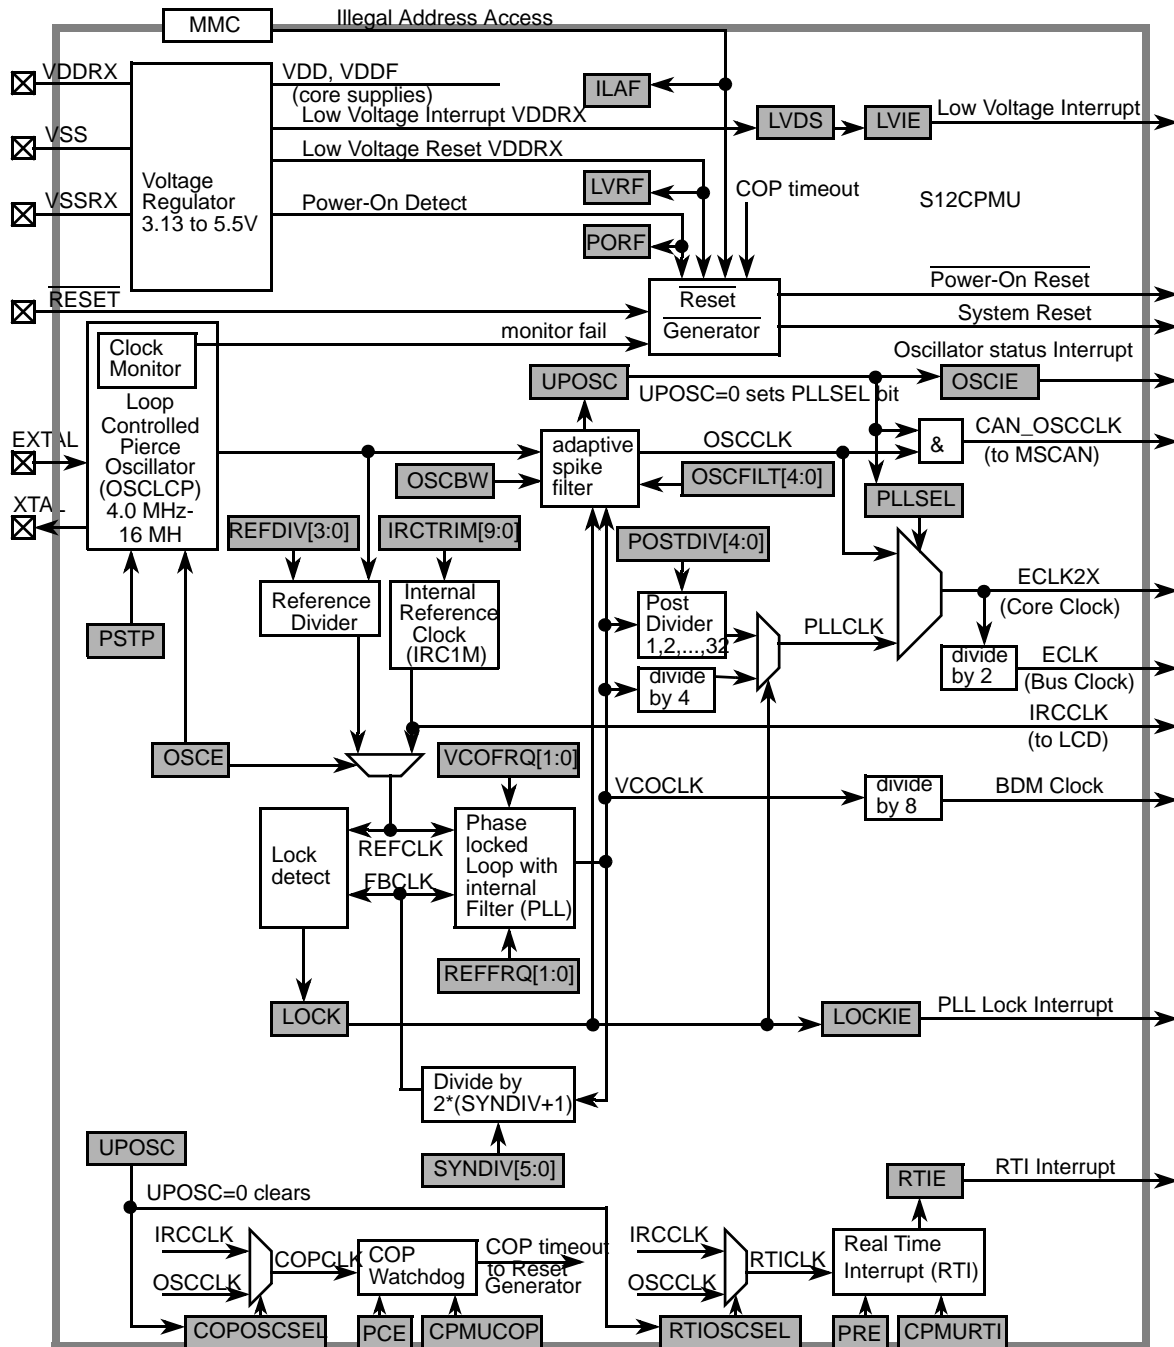 MMC
Illegal Address Access
VDDRX
VDD, VDDF
(core supplies)
ILAF
Low Voltage Interrupt VDDRX
LVDS
LVIE
Low Voltage Interrupt
VSS
Low Voltage Reset VDDRX
Voltage
Regulator
3.13 to 5.5V
LVRF
COP timeout
S12CPMU
VSSRX
Power-On Detect
PORF
RESET
Reset
Generator
Power-On Reset
System Reset
monitor fail
Clock
Monitor
Oscillator status Interrupt
UPOSC
UPOSC=0 sets PLLSEL bit
OSCIE
Loop
Controlled
Pierce
Oscillator
(OSCLCP)
4.0 MHz-
16 MH
EXTAL
XTAL
adaptive
spike
filter
OSCCLK
&
CAN_OSCCLK
(to MSCAN)
OSCBW
OSCFILT[4:0]
PLLSEL
REFDIV[3:0]
IRCTRIM[9:0]
POSTDIV[4:0]
Reference
Divider
Internal
Reference
Clock
(IRC1M)
Post
Divider
1,2,...,32
PLLCLK
ECLK2X
(Core Clock)
PSTP
divide
by 4
divide
by 2
ECLK
(Bus Clock)
IRCCLK
(to LCD)
OSCE
VCOFRQ[1:0]
VCOCLK
divide
by 8
BDM Clock
Lock
detect
REFCLK
FBCLK
Phase
locked
Loop with
internal
Filter (PLL)
REFFRQ[1:0]
LOCK
LOCKIE
PLL Lock Interrupt
Divide by
2*(SYNDIV+1)
SYNDIV[5:0]
UPOSC
UPOSC=0 clears
RTIE
RTI Interrupt
IRCCLK
OSCCLK
COPCLK
COP
Watchdog
COP timeout
to Reset
Generator
IRCCLK
OSCCLK
RTICLK
Real Time
Interrupt (RTI)
COPOSCSEL
PCE
CPMUCOP
RTIOSCSEL
PRE
CPMURTI